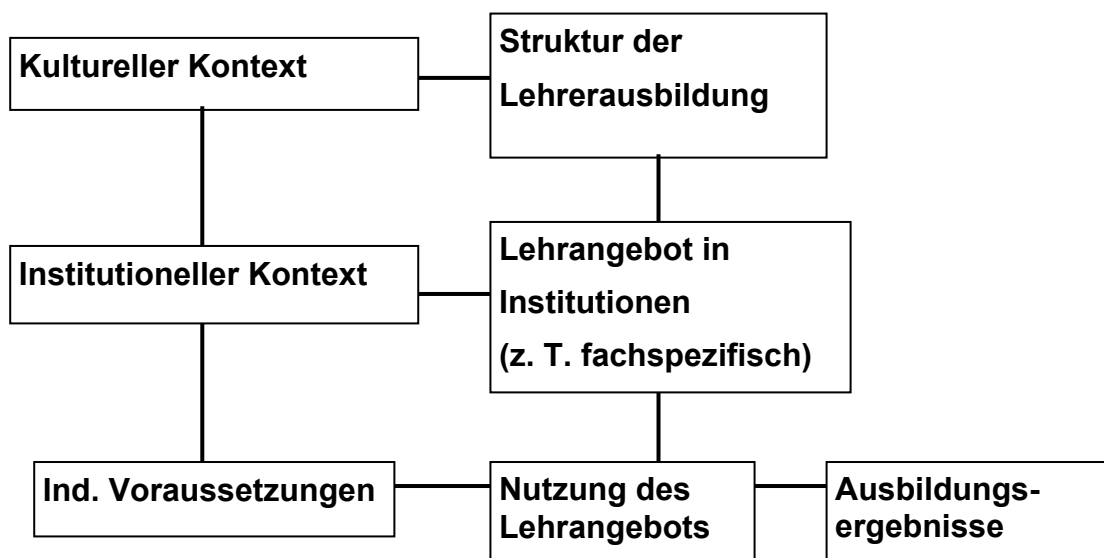 Kultureller Kontext
Struktur der
Lehrerausbildung
Institutioneller Kontext
Lehrangebot in
Institutionen
(z. T. fachspezifisch)
Ind. Voraussetzungen
Nutzung des
Lehrangebots
Ausbildungs-
ergebnisse